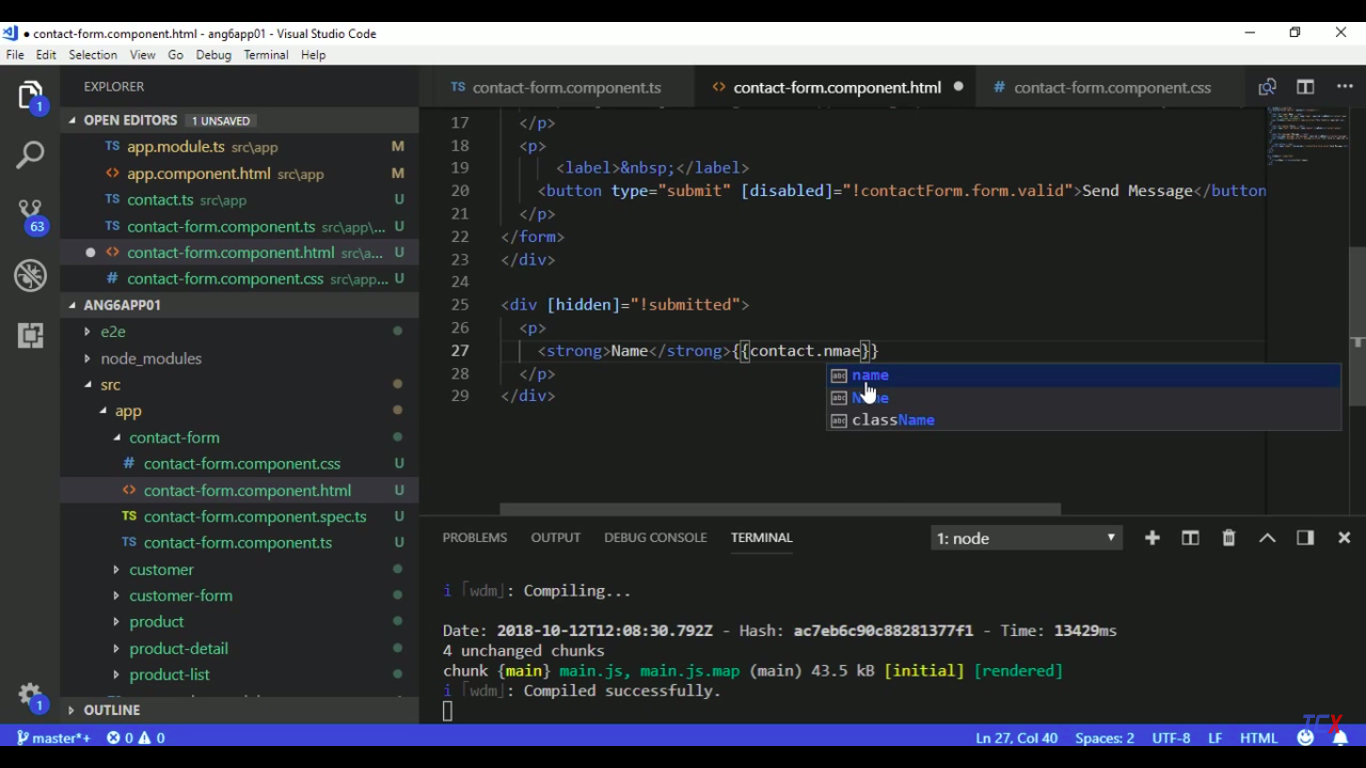 contact-form.component.html - ang6app01 - Visual Studio Code
File Edit Selection View Go Debug Terminal Help
EXPLORER
TS contact-form.component.ts <> contact-form.component.html # contact-form.component.css
1
OPEN EDITORS 1 UNSAVED
TS app.module.ts src\app M
<> app.component.html src\app M
TS contact.ts src\app U
TS contact-form.component.ts src\app\... U
<> contact-form.component.html src\a... U
# contact-form.component.css src\app... U
63
ANG6APP01
e2e
node_modules
src
app
contact-form
# contact-form.component.css U
<> contact-form.component.html U
TS contact-form.component.spec.ts U
TS contact-form.component.ts U
customer
customer-form
product
product-detail
product-list
OUTLINE
1
17 </p>
18 <p>
19 <label>&nbsp;</label>
20 <button type="submit" [disabled]="!contactForm.form.valid">Send Message</button
21 </p>
22 </form>
23 </div>
24
25 <div [hidden]="!submitted">
26 <p>
27 <strong>Name</strong>{{contact.nmae}}
28 </p>
29 </div>
abc name
abc Name
abc className
PROBLEMS OUTPUT DEBUG CONSOLE TERMINAL 1: node
i ｢wdm｣: Compiling...
Date: 2018-10-12T12:08:30.792Z - Hash: ac7eb6c90c88281377f1 - Time: 13429ms
4 unchanged chunks
chunk {main} main.js, main.js.map (main) 43.5 kB [initial] [rendered]
i ｢wdm｣: Compiled successfully.
TCX
master*+ 0 0 Ln 27, Col 40 Spaces: 2 UTF-8 LF HTML